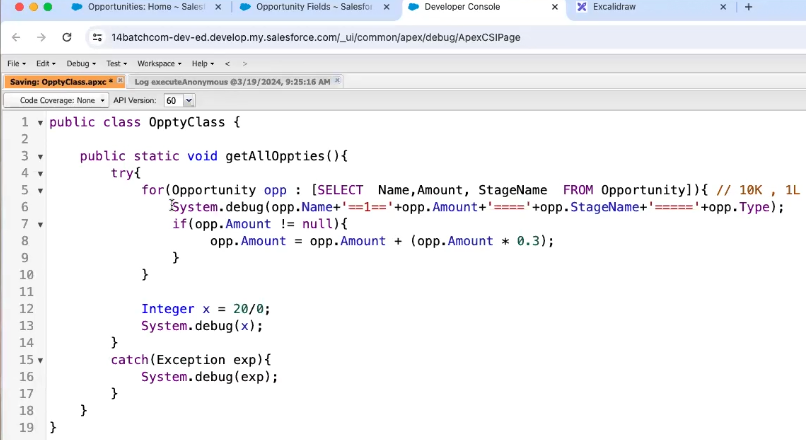 Opportunities: Home ~ Sales
Opportunity Fields ~ Salesfo
Developer Console
Excalidraw
14batchcom-dev-ed.develop.my.salesforce.com/_ui/common/apex/debug/ApexCSIPage
File Edit Debug Test Workspace Help < >
Saving: OpptyClass.apxc * Log executeAnonymous @3/19/2024, 9:25:16 AM
Code Coverage: None API Version: 60
1 public class OpptyClass {
2
3 public static void getAllOppties(){
4 try{
5 for(Opportunity opp : [SELECT Name,Amount, StageName FROM Opportunity]){ // 10K , 1L
6 System.debug(opp.Name+'==1=='+opp.Amount+'===='+opp.StageName+'====='+opp.Type);
7 if(opp.Amount != null){
8 opp.Amount = opp.Amount + (opp.Amount * 0.3);
9 }
10 }
11
12 Integer x = 20/0;
13 System.debug(x);
14 }
15 catch(Exception exp){
16 System.debug(exp);
17 }
18 }
19 }